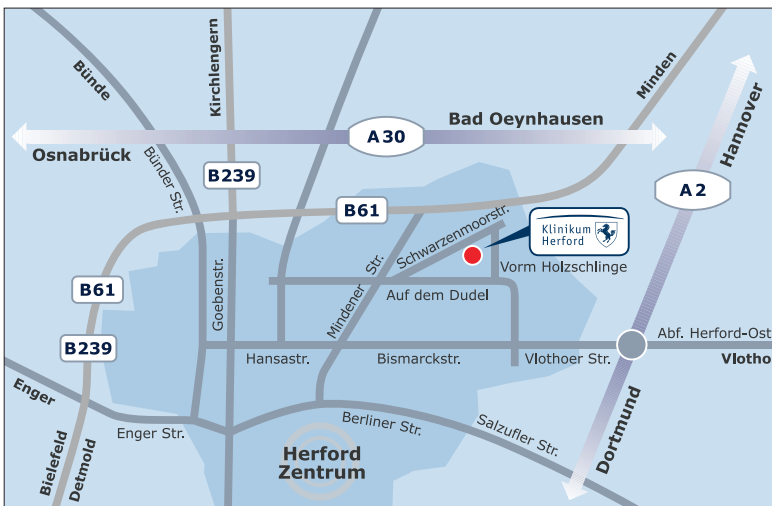 Bünde
Kirchlengern
Minden
Hannover
A30
Bad Oeynhausen
Osnabrück
Bünder Str.
B239
A2
B61
Schwarzenmoorstr.
Klinikum
Herford
Vorm Holzschlinge
Goebenstr.
Mindener Str.
B61
Auf dem Dudel
B239
Abf. Herford-Ost
Hansastr.
Bismarckstr.
Vlothoer Str.
Vlotho
Enger
Enger Str.
Berliner Str.
Salzufler Str.
Dortmund
Bielefeld
Detmold
Herford
Zentrum